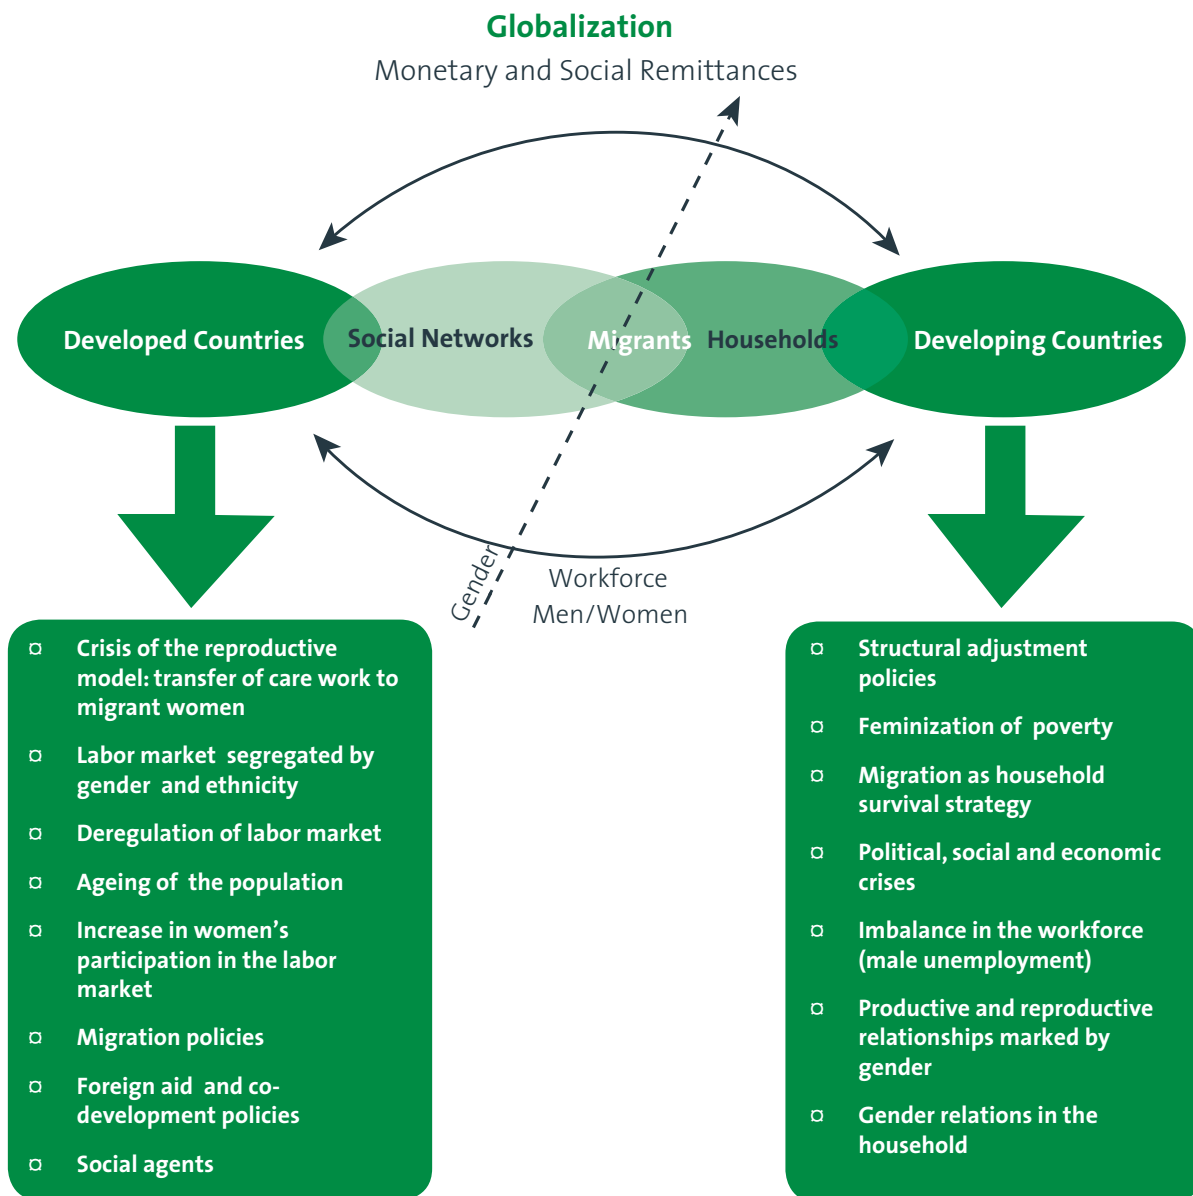 Globalization
Monetary and Social Remittances
Developed Countries
Social Networks
Migrants
Households
Developing Countries
Gender
Workforce
Men/Women
¤ Crisis of the reproductive
model: transfer of care work to
migrant women
¤ Labor market segregated by
gender and ethnicity
¤ Deregulation of labor market
¤ Ageing of the population
¤ Increase in women’s
participation in the labor
market
¤ Migration policies
¤ Foreign aid and co-
development policies
¤ Social agents
¤ Structural adjustment
policies
¤ Feminization of poverty
¤ Migration as household
survival strategy
¤ Political, social and economic
crises
¤ Imbalance in the workforce
(male unemployment)
¤ Productive and reproductive
relationships marked by
gender
¤ Gender relations in the
household